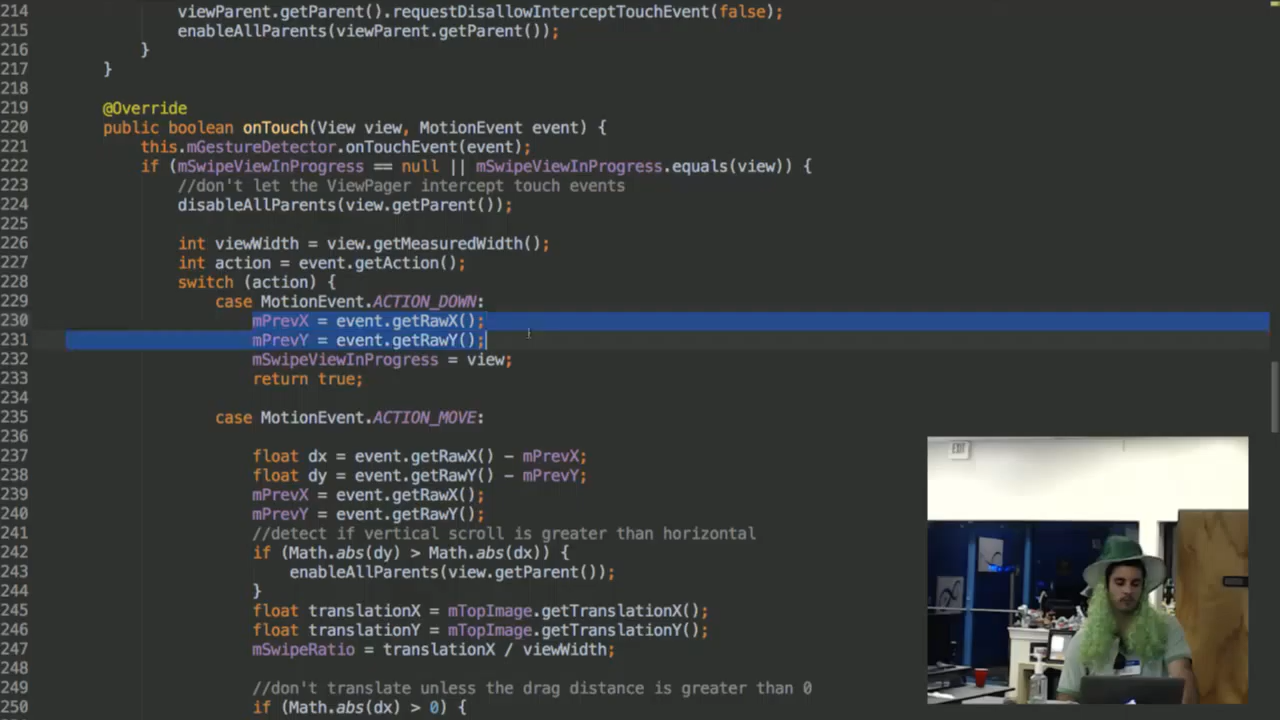 214 viewParent.getParent().requestDisallowInterceptTouchEvent(false);
215 enableAllParents(viewParent.getParent());
216 }
217 }
218
219 @Override
220 public boolean onTouch(View view, MotionEvent event) {
221 this.mGestureDetector.onTouchEvent(event);
222 if (mSwipeViewInProgress == null || mSwipeViewInProgress.equals(view)) {
223 //don't let the ViewPager intercept touch events
224 disableAllParents(view.getParent());
225
226 int viewWidth = view.getMeasuredWidth();
227 int action = event.getAction();
228 switch (action) {
229 case MotionEvent.ACTION_DOWN:
230 mPrevX = event.getRawX();
231 mPrevY = event.getRawY();
232 mSwipeViewInProgress = view;
233 return true;
234
235 case MotionEvent.ACTION_MOVE:
236
237 float dx = event.getRawX() - mPrevX;
238 float dy = event.getRawY() - mPrevY;
239 mPrevX = event.getRawX();
240 mPrevY = event.getRawY();
241 //detect if vertical scroll is greater than horizontal
242 if (Math.abs(dy) > Math.abs(dx)) {
243 enableAllParents(view.getParent());
244 }
245 float translationX = mTopImage.getTranslationX();
246 float translationY = mTopImage.getTranslationY();
247 mSwipeRatio = translationX / viewWidth;
248
249 //don't translate unless the drag distance is greater than 0
250 if (Math.abs(dx) > 0) {
EXIT